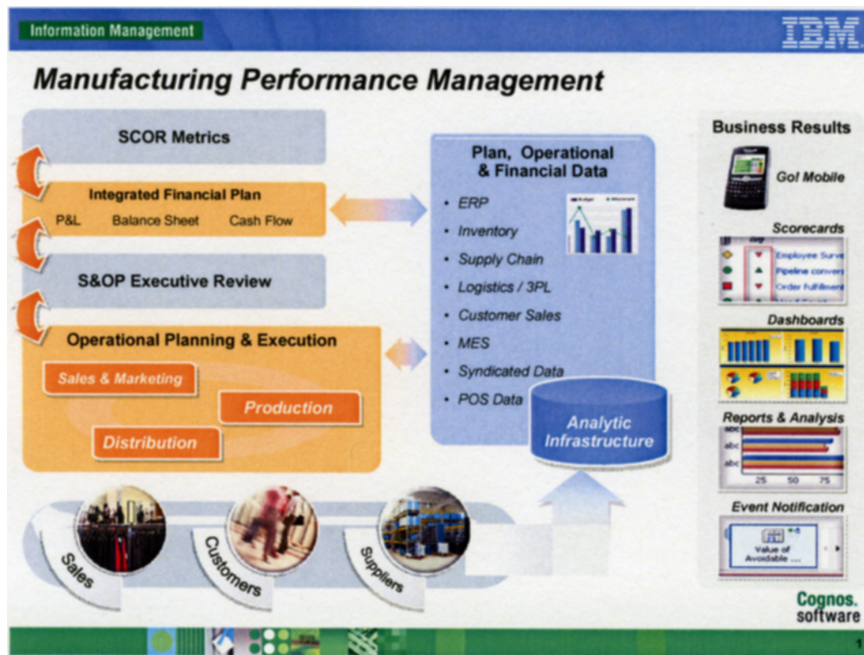 Information Management
IBM
Manufacturing Performance Management
SCOR Metrics
Integrated Financial Plan
P&L Balance Sheet Cash Flow
S&OP Executive Review
Operational Planning & Execution
Sales & Marketing
Production
Distribution
Plan, Operational
& Financial Data
• ERP
• Inventory
• Supply Chain
• Logistics / 3PL
• Customer Sales
• MES
• Syndicated Data
• POS Data
Analytic
Infrastructure
Sales
Customers
Suppliers
Business Results
Go! Mobile
Scorecards
Employee Surve
Pipeline convers
Order Fulfillment
Dashboards
Reports & Analysis
abc
abc
abc
25 50 75
Event Notification
Value of
Avoidable ...
Cognos.
software
1